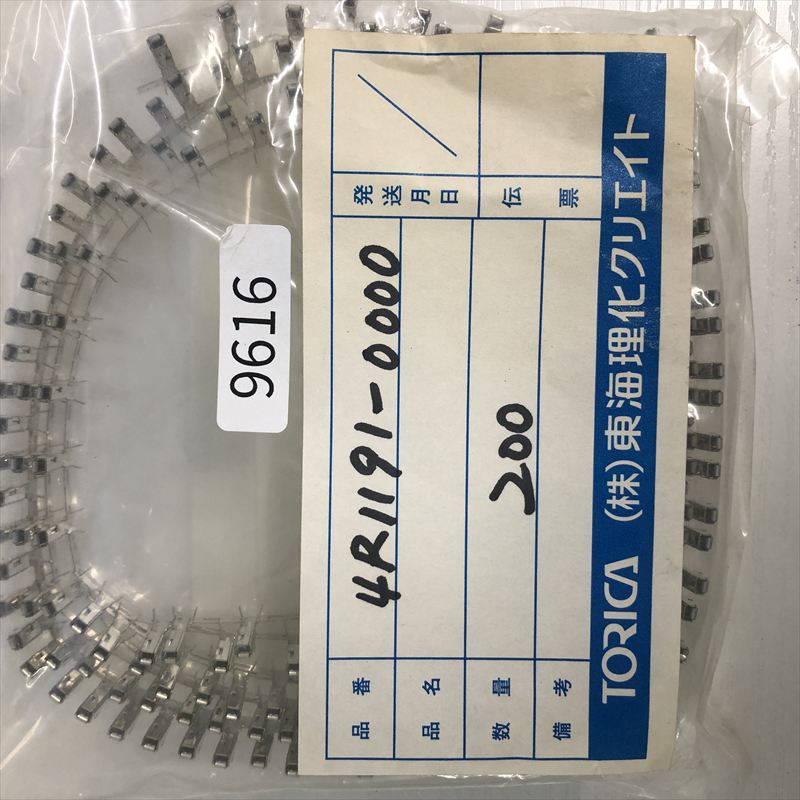 品番 4R1191-0000
品名
数量 200
備考
発送月日
伝票
TORICA (株)東海理化クリエイト
9616